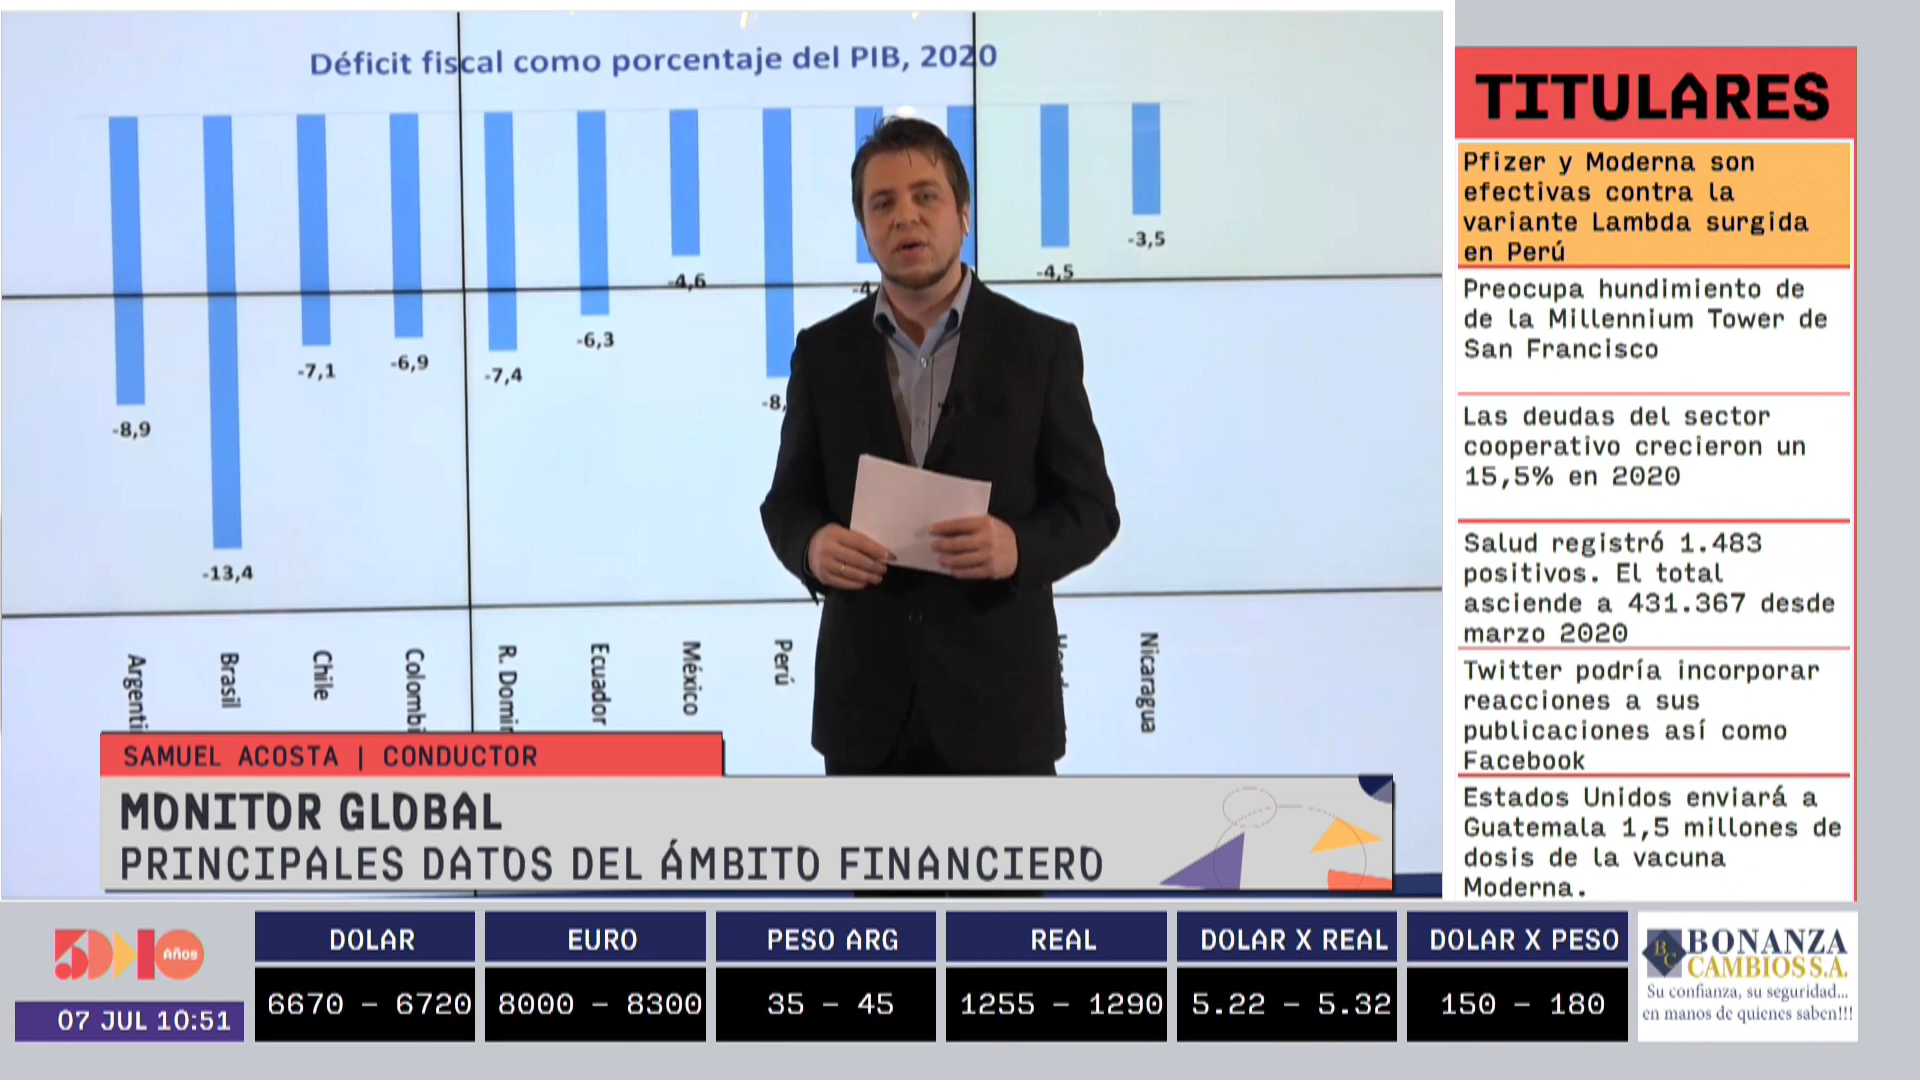 Déficit fiscal como porcentaje del PIB, 2020
-8,9
-13,4
-7,1
-6,9
-7,4
-6,3
-4,6
-8,
-4,5
-3,5
Argenti
Brasil
Chile
Colombi
R. Domin
Ecuador
México
Perú
Nicaragua
SAMUEL ACOSTA | CONDUCTOR
MONITOR GLOBAL
PRINCIPALES DATOS DEL ÁMBITO FINANCIERO
TITULARES
Pfizer y Moderna son
efectivas contra la
variante Lambda surgida
en Perú
Preocupa hundimiento de
de la Millennium Tower de
San Francisco
Las deudas del sector
cooperativo crecieron un
15,5% en 2020
Salud registró 1.483
positivos. El total
asciende a 431.367 desde
marzo 2020
Twitter podría incorporar
reacciones a sus
publicaciones así como
Facebook
Estados Unidos enviará a
Guatemala 1,5 millones de
dosis de la vacuna
Moderna.
5DIO Años
07 JUL 10:51
DOLAR
6670 - 6720
EURO
8000 - 8300
PESO ARG
35 - 45
REAL
1255 - 1290
DOLAR X REAL
5.22 - 5.32
DOLAR X PESO
150 - 180
BC
BONANZA
CAMBIOS S.A.
Su confianza, su seguridad...
en manos de quienes saben!!!